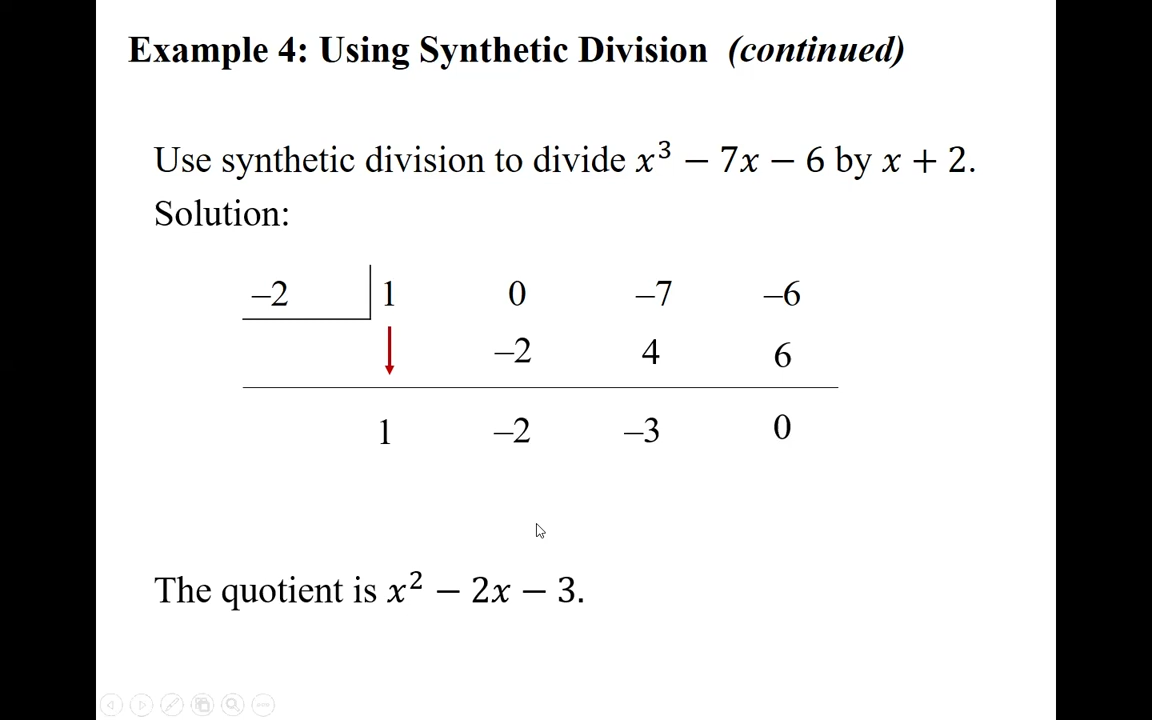 Example 4: Using Synthetic Division (continued)
Use synthetic division to divide 𝑥³ − 7𝑥 − 6 by 𝑥 + 2.
Solution:
–2 1 0 –7 –6
–2 4 6
1 –2 –3 0
The quotient is 𝑥² − 2𝑥 − 3.